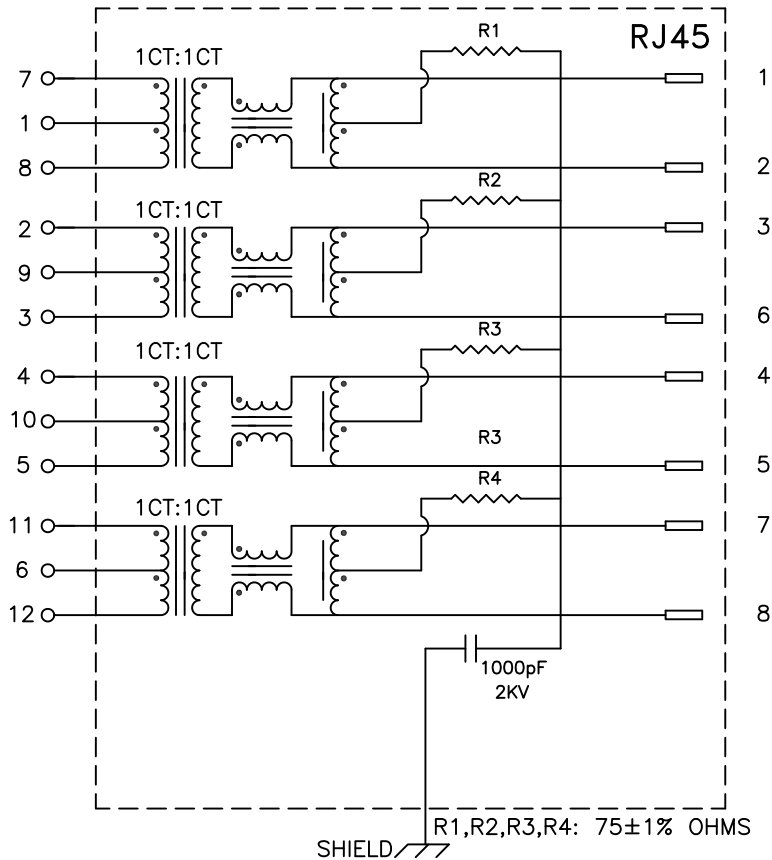 R1
RJ45
1CT:1CT
7
1
1
8
2
R2
1CT:1CT
2
3
9
3
6
R3
1CT:1CT
4
4
10
R3
5
5
R4
1CT:1CT
11
7
6
12
8
1000pF
2KV
R1,R2,R3,R4: 75±1% OHMS
SHIELD